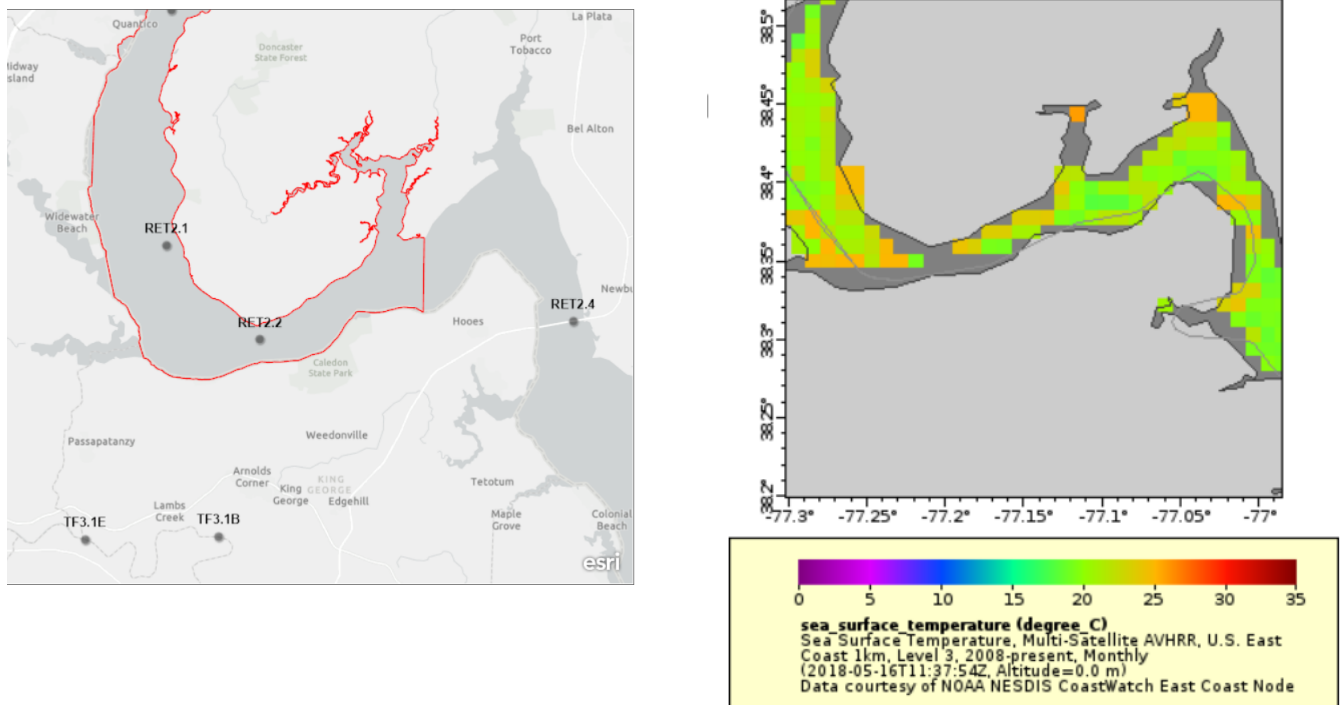 Quantico
La Plata
Doncaster
State Forest
Port
Tobacco
Midway
Island
Bel Alton
Widewater
Beach
RET2.1
RET2.4
RET2.2
Hooes
Caledon
State Park
Passapatanzy
Weedonville
Arnolds
Corner
KING
GEORGE
King
George
Edgehill
Tetotum
Lambs
Creek
Maple
Grove
Colonial
Beach
TF3.1E
TF3.1B
esri
38.5°
38.45°
38.4°
38.35°
38.3°
38.25°
38.2°
-77.3° -77.25° -77.2° -77.15° -77.1° -77.05° -77°
0 5 10 15 20 25 30 35
sea_surface_temperature (degree_C)
Sea Surface Temperature, Multi-Satellite AVHRR, U.S. East
Coast 1km, Level 3, 2008-present, Monthly
(2018-05-16T11:37:54Z, Altitude=0.0 m)
Data courtesy of NOAA NESDIS CoastWatch East Coast Node